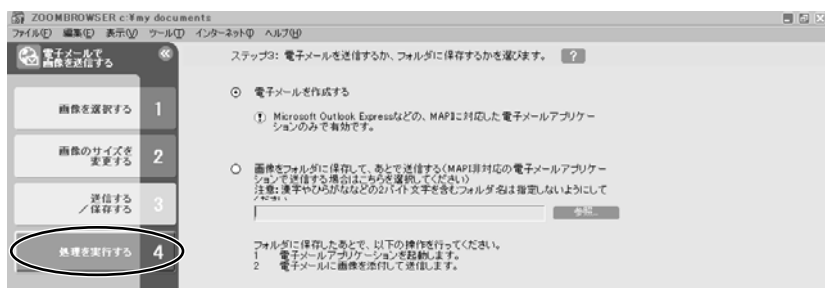 ZOOMBROWSER c:¥my documents
ファイル(F) 編集(E) 表示(V) ツール(T) インターネット(I) ヘルプ(H)
電子メールで
画像を送信する
ステップ3: 電子メールを送信するか、フォルダに保存するかを選びます。 ?
画像を選択する 1
画像のサイズを
変更する 2
送信する
／保存する 3
処理を実行する 4
電子メールを作成する
Microsoft Outlook Expressなどの、MAPIに対応した電子メールアプリケー
ションのみで有効です。
画像をフォルダに保存して、あとで送信する(MAPI非対応の電子メールアプリケー
ションで送信する場合はこちらを選択してください)
注意:漢字やひらがななどの2バイト文字を含むフォルダ名は指定しないようにして
ください
参照...
フォルダに保存したあとで、以下の操作を行ってください。
1 電子メールアプリケーションを起動します。
2 電子メールに画像を添付して送信します。